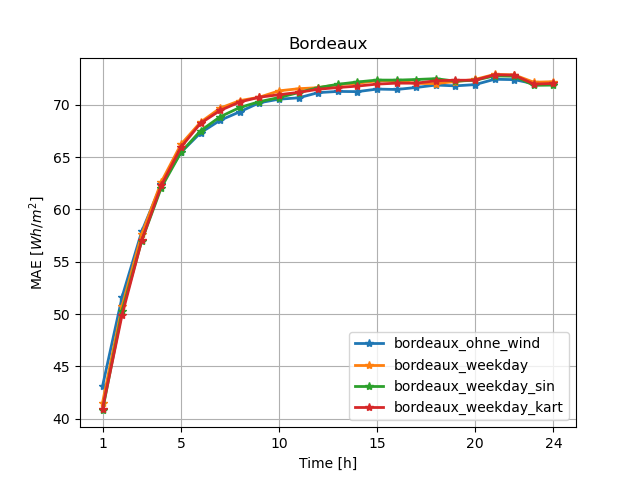 Bordeaux
MAE [Wh/m²]
70
65
60
55
50
45
40
bordeaux_ohne_wind
bordeaux_weekday
bordeaux_weekday_sin
bordeaux_weekday_kart
1 5 10 15 20 24
Time [h]